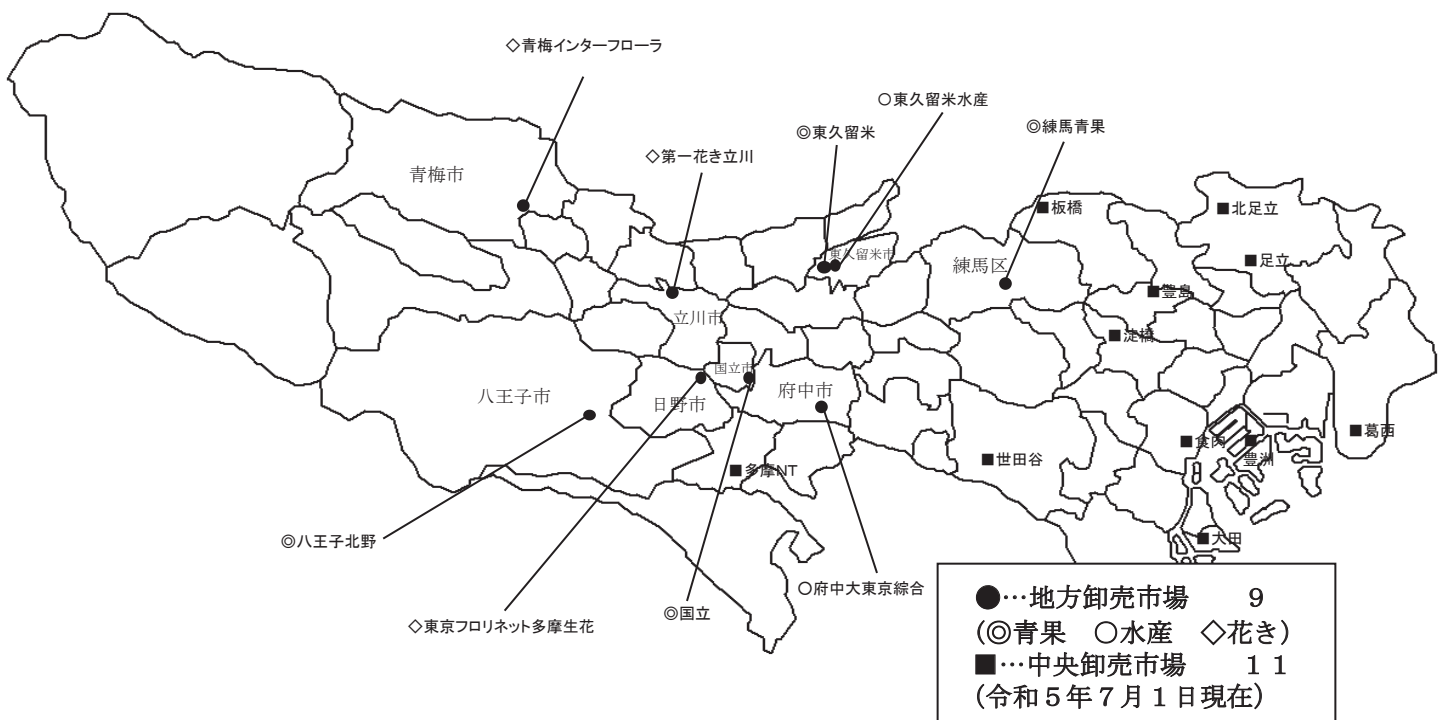 ◇青梅インターフローラ
○東久留米水産
◎東久留米
◎練馬青果
◇第一花き立川
青梅市
■板橋
■北足立
東久留米市
練馬区
■足立
■豊島
立川市
■淀橋
国立市
八王子市
日野市
府中市
■食肉
■豊洲
■葛西
■世田谷
■多摩NT
◎八王子北野
■大田
○府中大東京綜合
◎国立
◇東京フロリネット多摩生花
●…地方卸売市場 9
(◎青果 ○水産 ◇花き)
■…中央卸売市場 11
(令和5年7月1日現在)